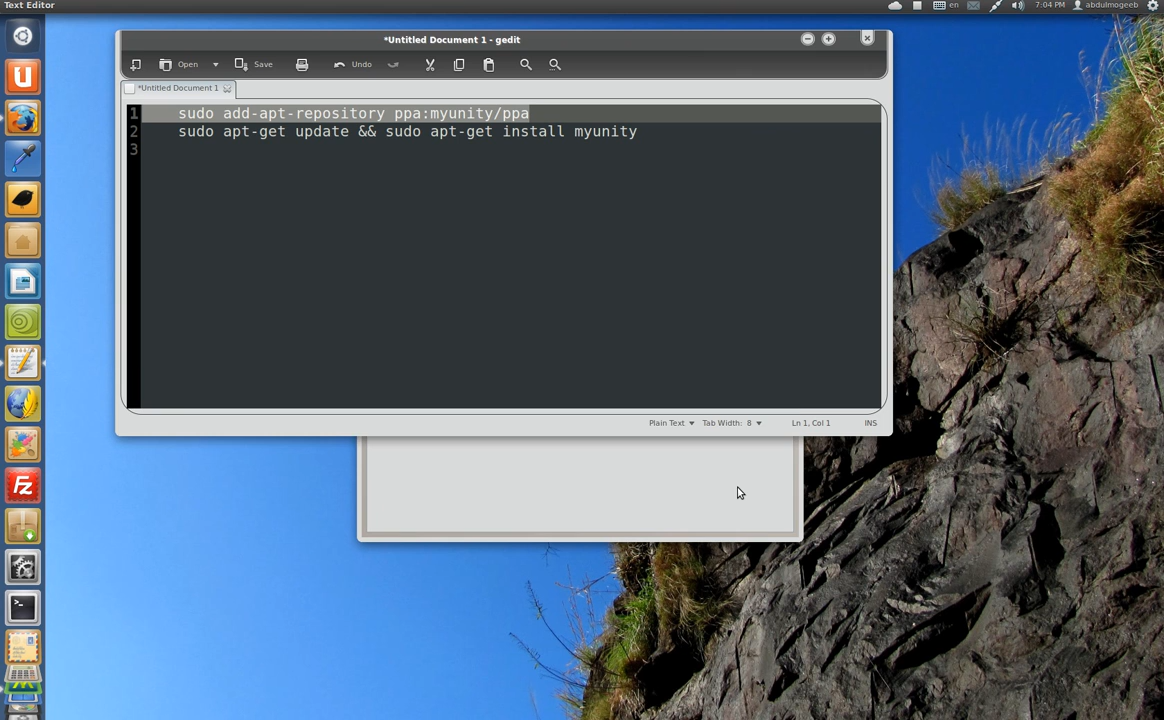 Text Editor
en
7:04 PM
abdulmogeeb
*Untitled Document 1 - gedit
Open
Save
Undo
*Untitled Document 1
1 sudo add-apt-repository ppa:myunity/ppa
2 sudo apt-get update && sudo apt-get install myunity
3
Plain Text
Tab Width: 8
Ln 1, Col 1
INS